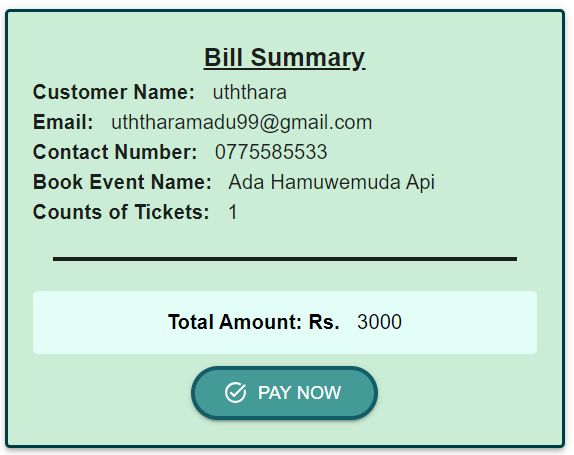 Bill Summary
Customer Name: uththara
Email: uththaramadu99@gmail.com
Contact Number: 0775585533
Book Event Name: Ada Hamuwemuda Api
Counts of Tickets: 1
Total Amount: Rs. 3000
PAY NOW